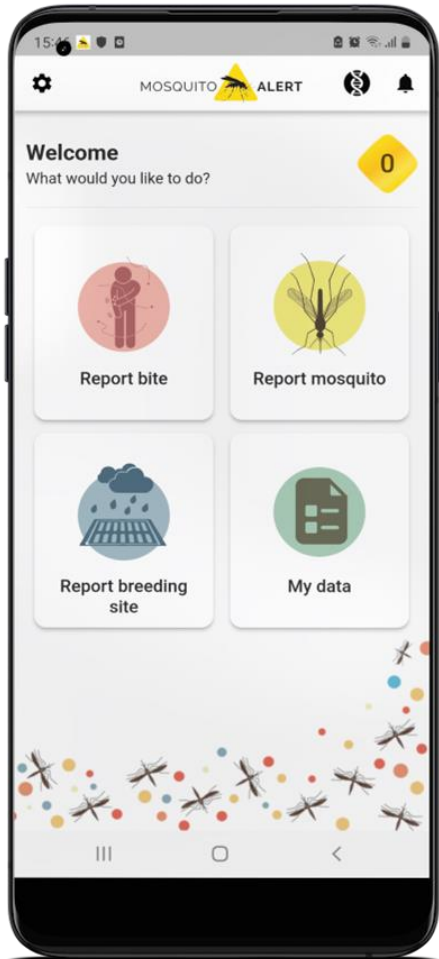 MOSQUITO ALERT
Welcome
What would you like to do?
0
Report bite
Report mosquito
Report breeding
site
My data